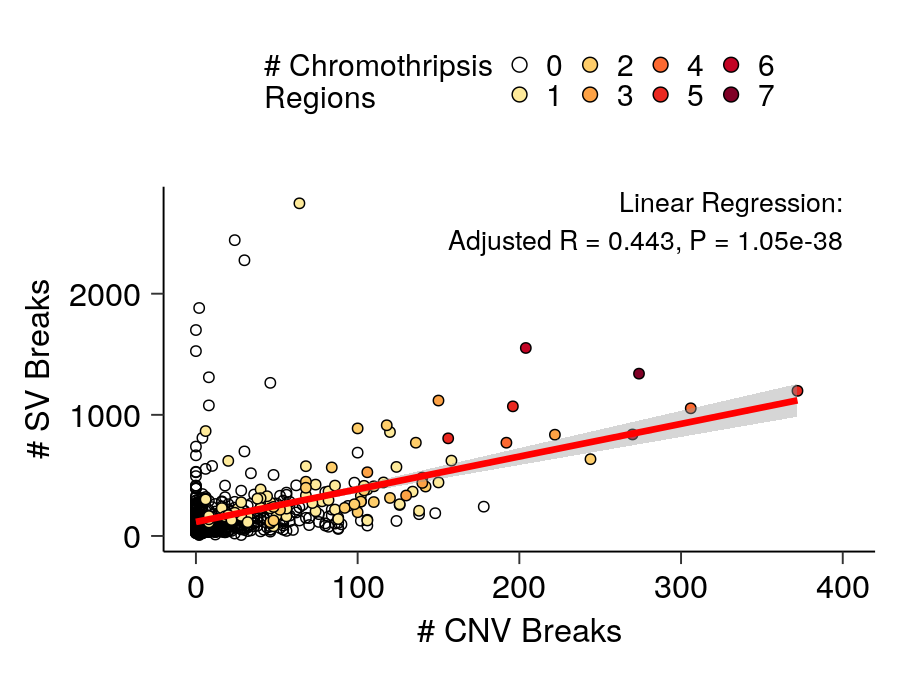 # Chromothripsis
Regions
0 2 4 6
1 3 5 7
Linear Regression:
Adjusted R = 0.443, P = 1.05e-38
# SV Breaks
2000
1000
0
0 100 200 300 400
# CNV Breaks